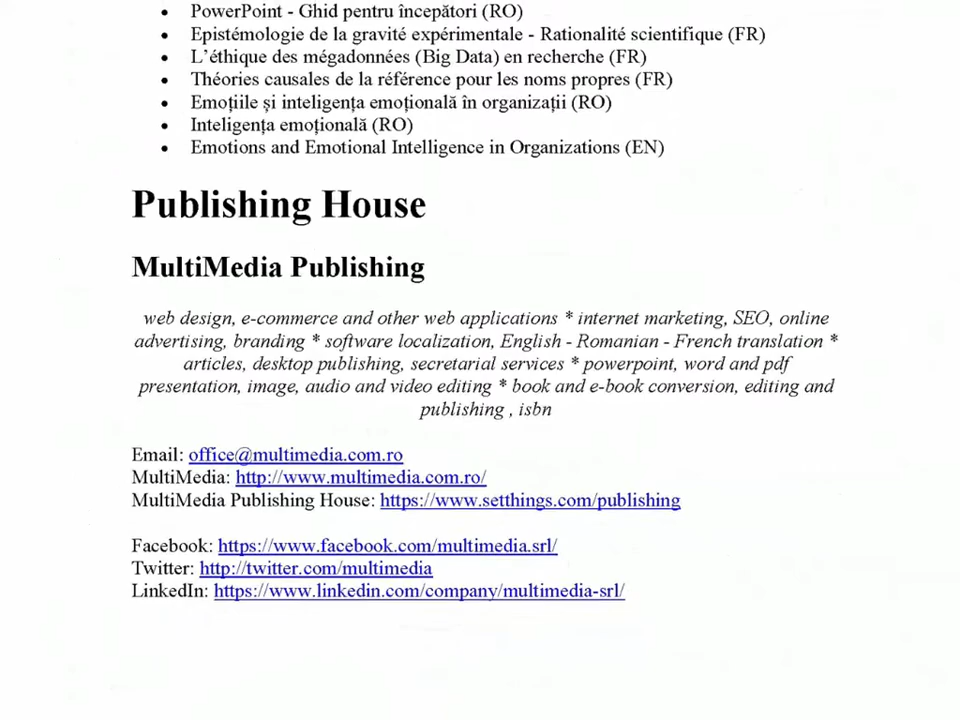 • PowerPoint - Ghid pentru începători (RO)
• Epistémologie de la gravité expérimentale - Rationalité scientifique (FR)
• L'éthique des mégadonnées (Big Data) en recherche (FR)
• Théories causales de la référence pour les noms propres (FR)
• Emoțiile și inteligența emoțională în organizații (RO)
• Inteligența emoțională (RO)
• Emotions and Emotional Intelligence in Organizations (EN)
Publishing House
MultiMedia Publishing
web design, e-commerce and other web applications * internet marketing, SEO, online
advertising, branding * software localization, English - Romanian - French translation *
articles, desktop publishing, secretarial services * powerpoint, word and pdf
presentation, image, audio and video editing * book and e-book conversion, editing and
publishing , isbn
Email: office@multimedia.com.ro
MultiMedia: http://www.multimedia.com.ro/
MultiMedia Publishing House: https://www.setthings.com/publishing
Facebook: https://www.facebook.com/multimedia.srl/
Twitter: http://twitter.com/multimedia
LinkedIn: https://www.linkedin.com/company/multimedia-srl/